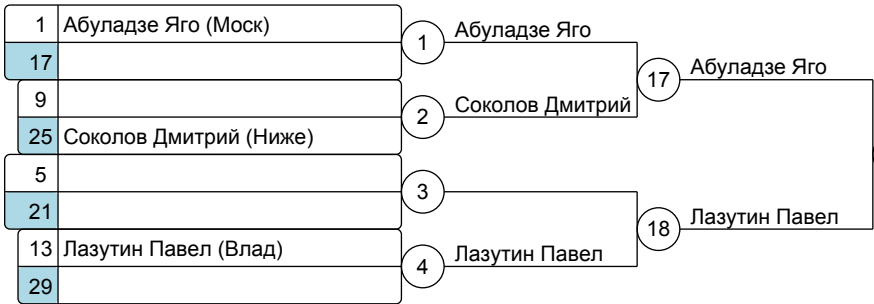 1 Абуладзе Яго (Моск)
17
1 Абуладзе Яго
9
25 Соколов Дмитрий (Ниже)
2 Соколов Дмитрий
17 Абуладзе Яго
5
21
3
13 Лазутин Павел (Влад)
29
4 Лазутин Павел
18 Лазутин Павел